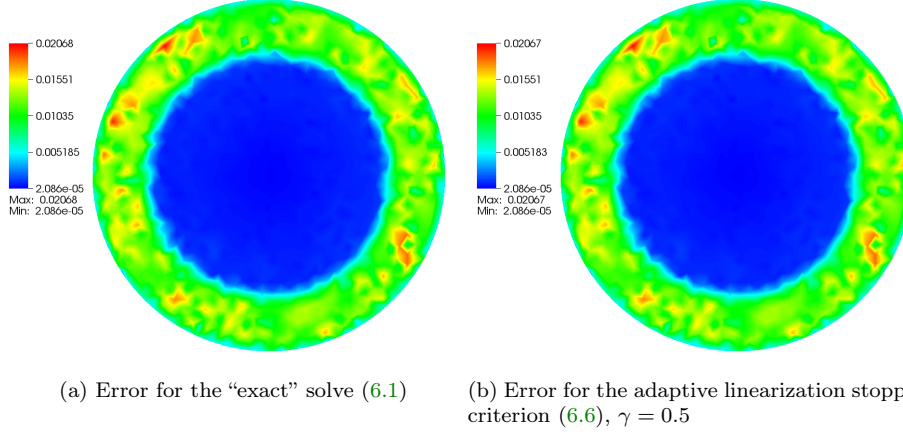 0.02068
0.01551
0.01035
0.005185
2.086e-05
Max: 0.02068
Min: 2.086e-05
0.02067
0.01551
0.01035
0.005183
2.086e-05
Max: 0.02067
Min: 2.086e-05
(a) Error for the “exact” solve (6.1)
(b) Error for the adaptive linearization stopp
criterion (6.6), γ = 0.5